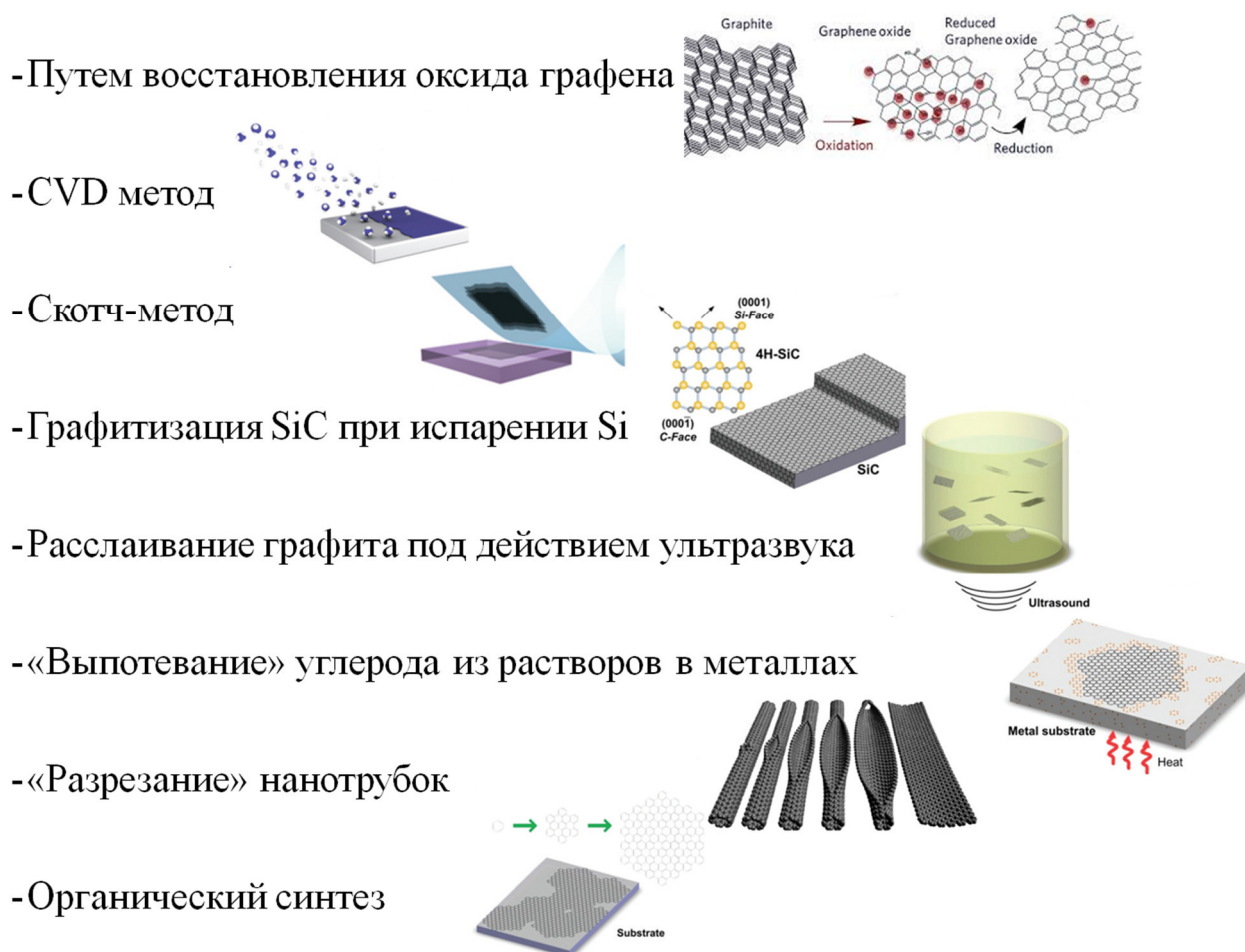 Graphite
Graphene oxide
Reduced
Graphene oxide
-Путем восстановления оксида графена
Oxidation
Reduction
-CVD метод
-Скотч-метод
(0001)
Si-Face
4H-SiC
(0001̄)
C-Face
-Графитизация SiC при испарении Si
SiC
-Расслаивание графита под действием ультразвука
Ultrasound
-«Выпотевание» углерода из растворов в металлах
Metal substrate
Heat
-«Разрезание» нанотрубок
-Органический синтез
Substrate